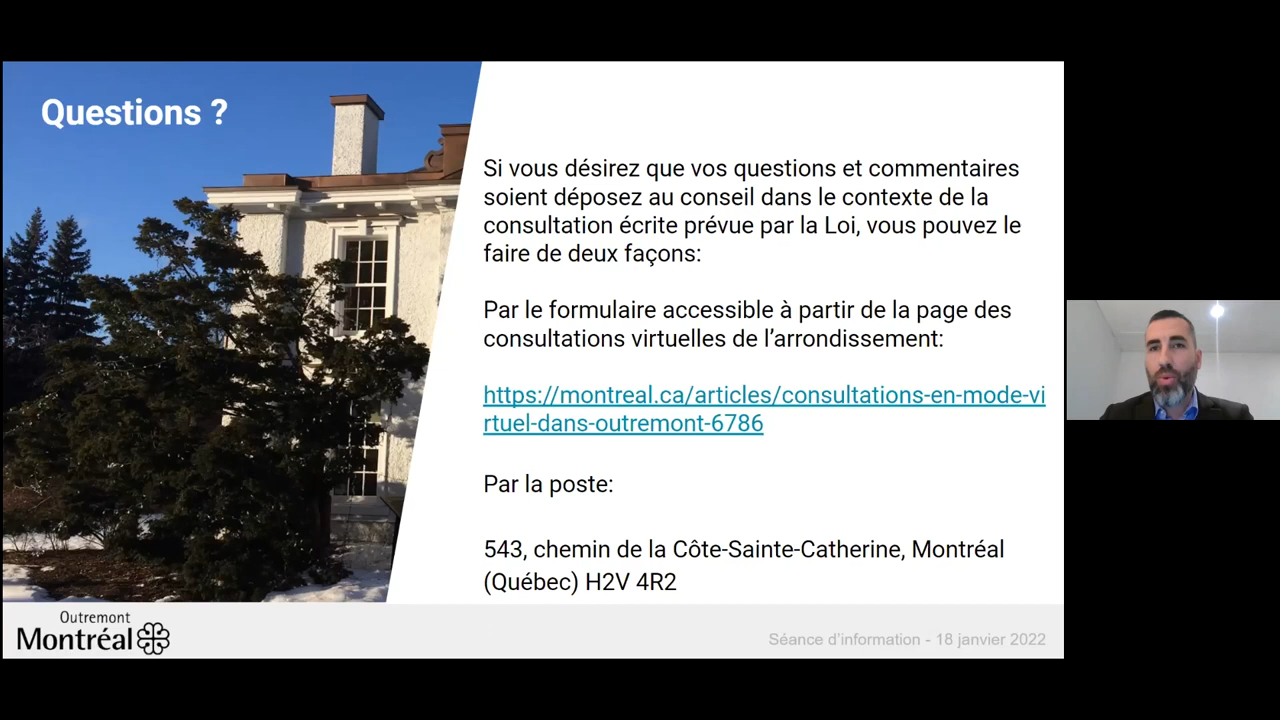 Questions ?
Si vous désirez que vos questions et commentaires
soient déposez au conseil dans le contexte de la
consultation écrite prévue par la Loi, vous pouvez le
faire de deux façons:
Par le formulaire accessible à partir de la page des
consultations virtuelles de l’arrondissement:
https://montreal.ca/articles/consultations-en-mode-vi
rtuel-dans-outremont-6786
Par la poste:
543, chemin de la Côte-Sainte-Catherine, Montréal
(Québec) H2V 4R2
Outremont
Montréal
Séance d’information - 18 janvier 2022